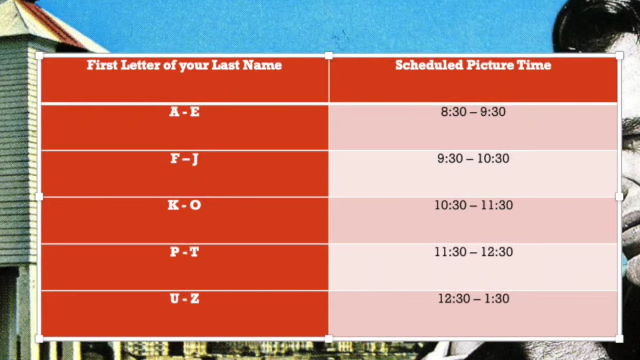 First Letter of your Last Name Scheduled Picture Time
A - E 8:30 – 9:30
F – J 9:30 – 10:30
K - O 10:30 – 11:30
P - T 11:30 – 12:30
U - Z 12:30 – 1:30